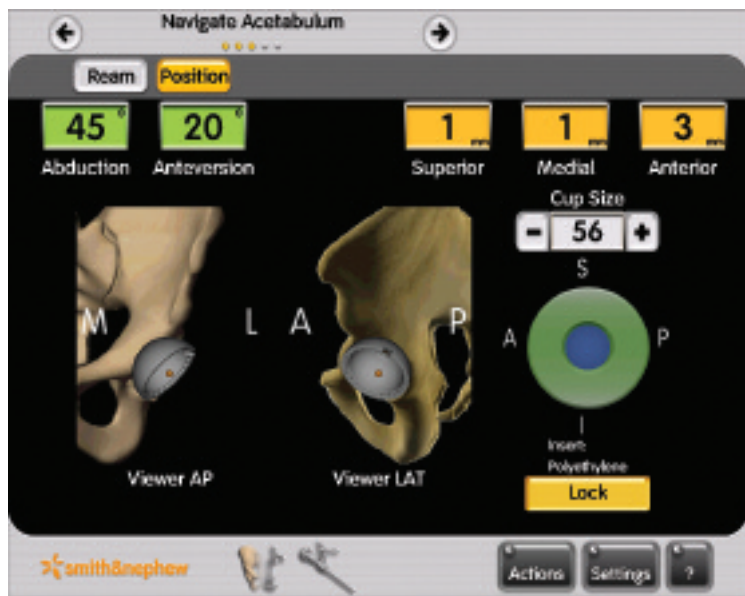 Navigate Acetabulum
Ream Position
45° 20° 1 mm 1 mm 3 mm
Abduction Anteversion Superior Medial Anterior
Cup Size
- 56 +
S
M L A P A P
I
Insert:
Polyethylene
Viewer AP Viewer LAT
Lock
smith&nephew Actions Settings ?